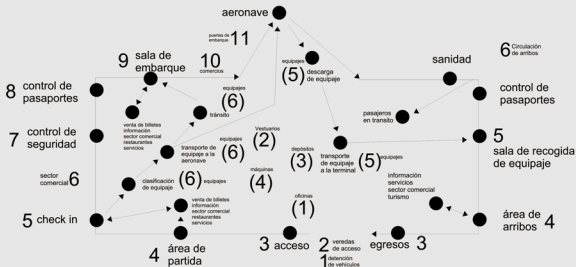 aeronave
puertas de
embarque 11
9 sala de
embarque
10
comercios
equipajes
(5) descarga
de equipaje
sanidad
6 Circulación
de arribos
8 control de
pasaportes
equipajes
(6)
tránsito
venta de billetes
información
sector comercial
restaurantes
servicios
pasajeros
en transito
control de
pasaportes
7 control de
seguridad
transporte de
equipaje a la
aeronave
equipajes
(6)
Vestuarios
(2)
depósitos
(3)
transporte
de equipaje
a la terminal
(5) equipajes
5
sala de recogida
de equipaje
sector
comercial 6
clasificación
de equipaje
(6) equipajes
máquinas
(4)
información
servicios
sector comercial
turismo
oficinas
(1)
5 check in
venta de billetes
información
sector comercial
restaurantes
servicios
área de
arribos 4
4 área de
partida
3 acceso
2 veredas
de acceso
1 detención
de vehículos
egresos 3